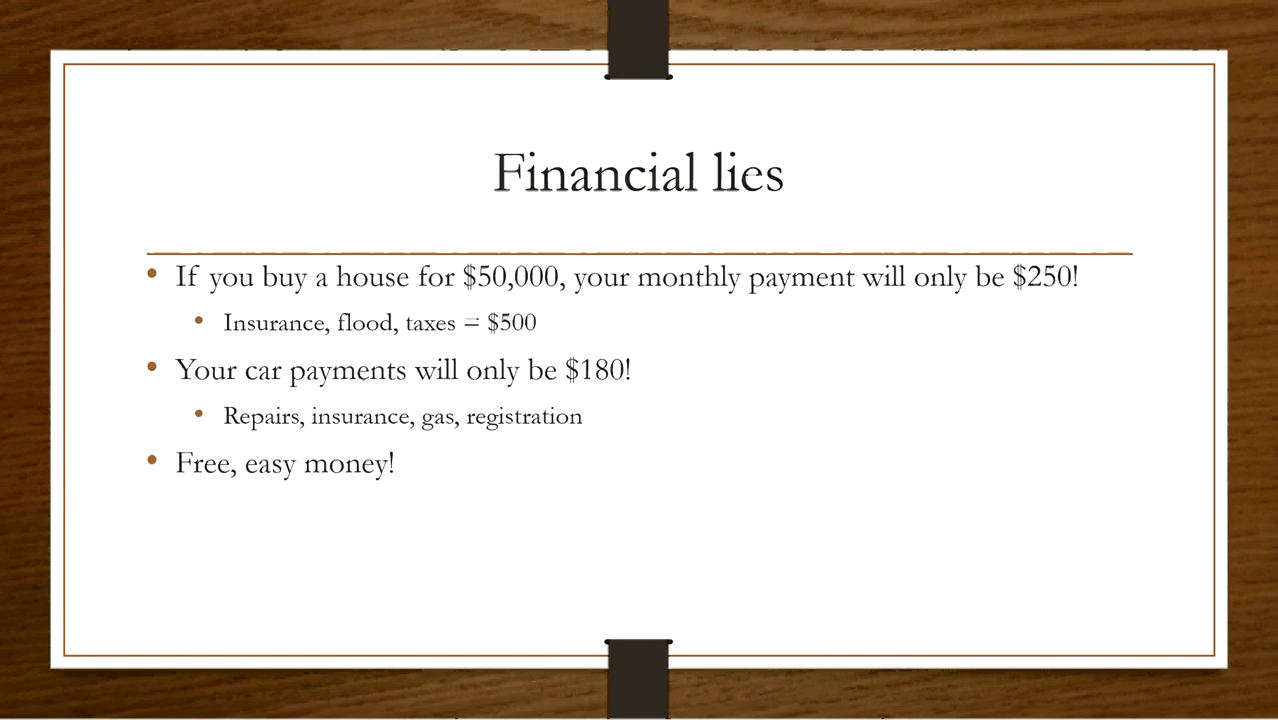 Financial lies
• If you buy a house for $50,000, your monthly payment will only be $250!
• Insurance, flood, taxes = $500
• Your car payments will only be $180!
• Repairs, insurance, gas, registration
• Free, easy money!